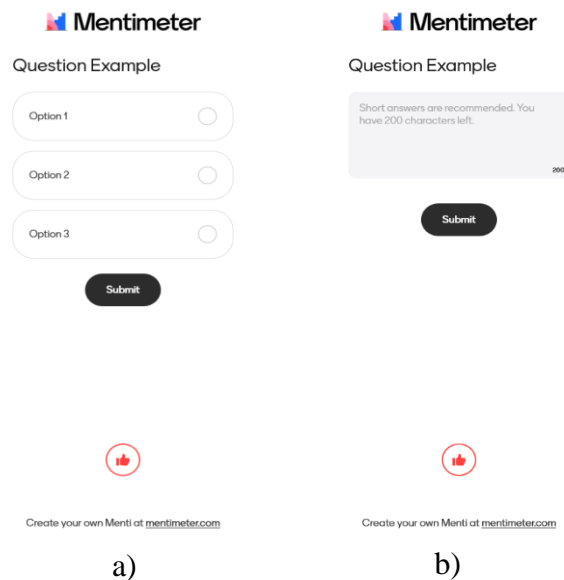 Mentimeter
Question Example
Option 1
Option 2
Option 3
Submit
Create your own Menti at mentimeter.com
a)
Mentimeter
Question Example
Short answers are recommended. You
have 200 characters left.
200
Submit
Create your own Menti at mentimeter.com
b)